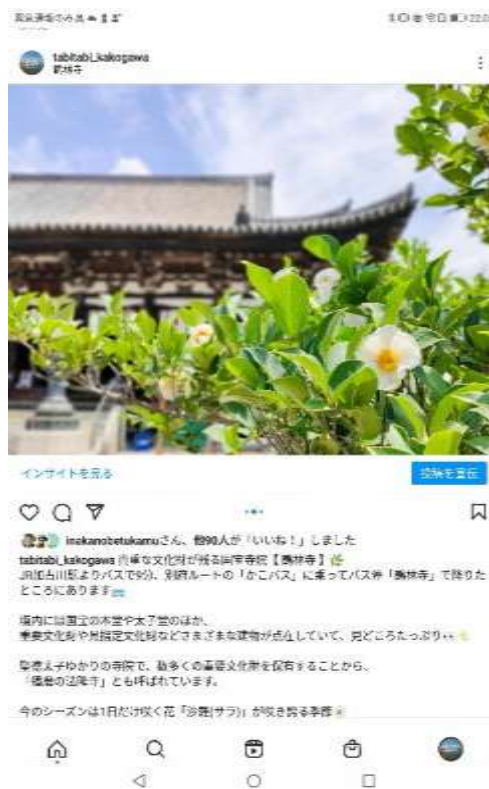 緊急通報のみ
22:0
tabitabi_kakogawa
鶴林寺
インサイトを見る
投稿を宣伝
inakanobetukamuさん、他90人が「いいね！」しました
tabitabi_kakogawa 貴重な文化財が残る国宝寺院【鶴林寺】
JR加古川駅よりバスで9分、別府ルートの「かこバス」に乗ってバス停「鶴林寺」で降りた
ところにあります
境内には国宝の本堂や太子堂のほか、
重要文化財や県指定文化財などさまざまな建物が点在していて、見どころたっぷり
聖徳太子ゆかりの寺院で、数多くの重要文化財を保有することから、
「播磨の法隆寺」とも呼ばれています。
今のシーズンは1日だけ咲く花「沙羅(サラ)」が咲き誇る季節